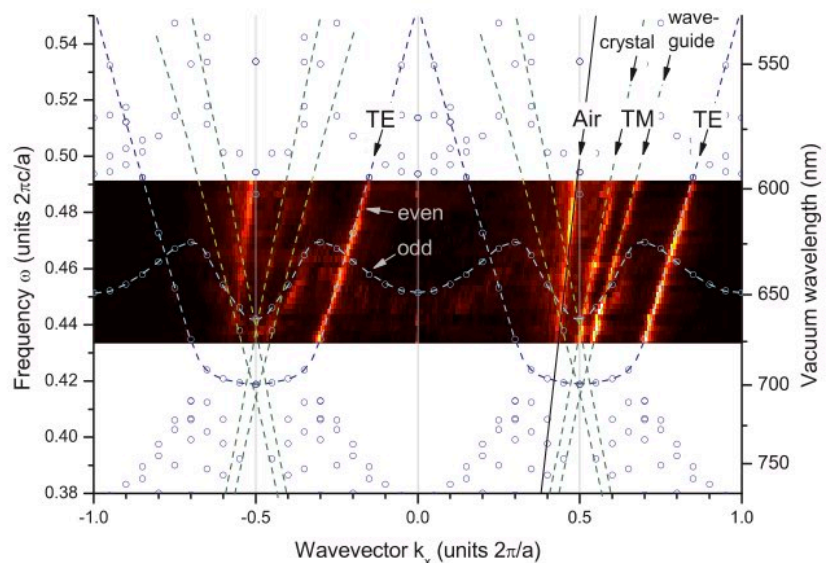 wave-
crystal guide
TE Air TM TE
even
odd
Frequency ω (units 2πc/a)
0.54
0.52
0.50
0.48
0.46
0.44
0.42
0.40
0.38
Vacuum wavelength (nm)
550
600
650
700
750
-1.0 -0.5 0.0 0.5 1.0
Wavevector kₓ (units 2π/a)